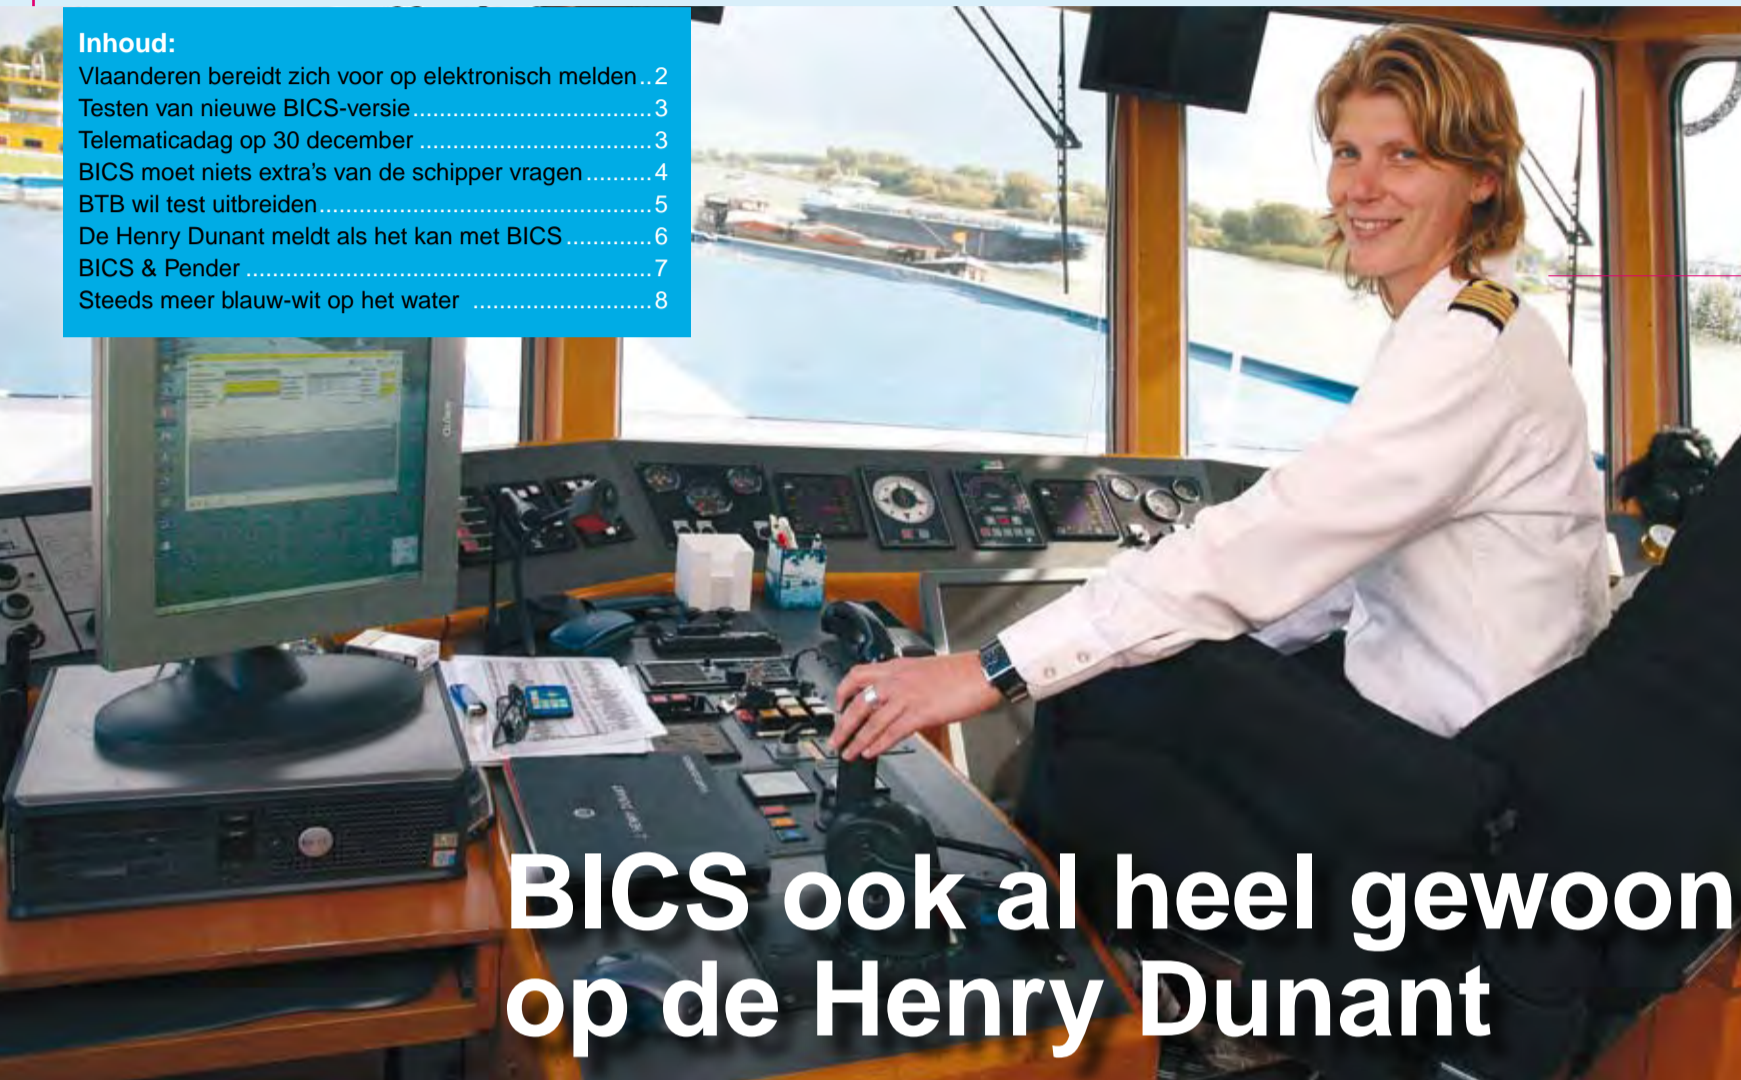 Inhoud:
Vlaanderen bereidt zich voor op elektronisch melden..2
Testen van nieuwe BICS-versie....................................3
Telematicadag op 30 december ...................................3
BICS moet niets extra's van de schipper vragen ..........4
BTB wil test uitbreiden..................................................5
De Henry Dunant meldt als het kan met BICS .............6
BICS & Pender .............................................................7
Steeds meer blauw-wit op het water ...........................8
BICS ook al heel gewoon
op de Henry Dunant